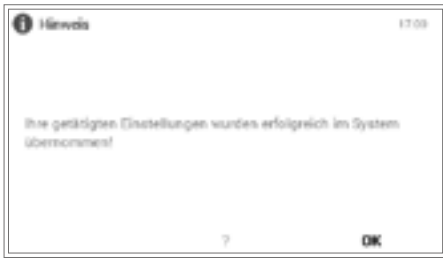 Hinweis 17:03
Ihre getätigten Einstellungen wurden erfolgreich im System
übernommen!
? OK